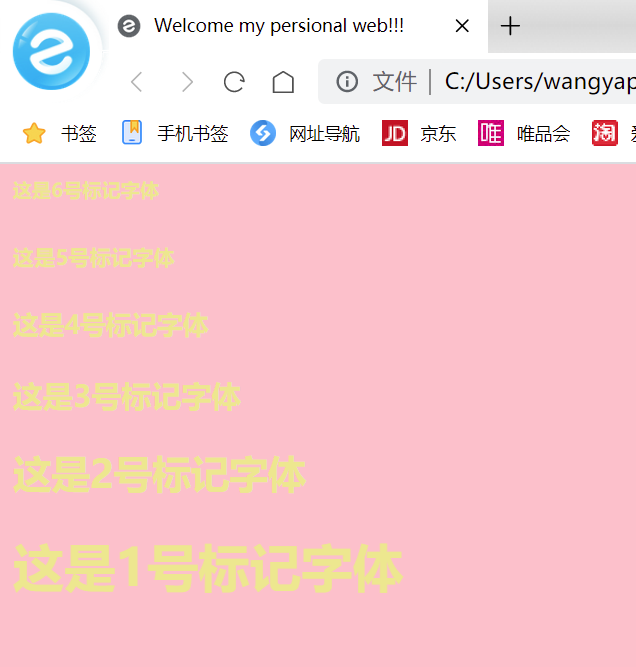 Welcome my persional web!!!
文件 C:/Users/wangyap
书签 手机书签 网址导航 JD 京东 唯 唯品会 淘 爱
这是6号标记字体
这是5号标记字体
这是4号标记字体
这是3号标记字体
这是2号标记字体
这是1号标记字体